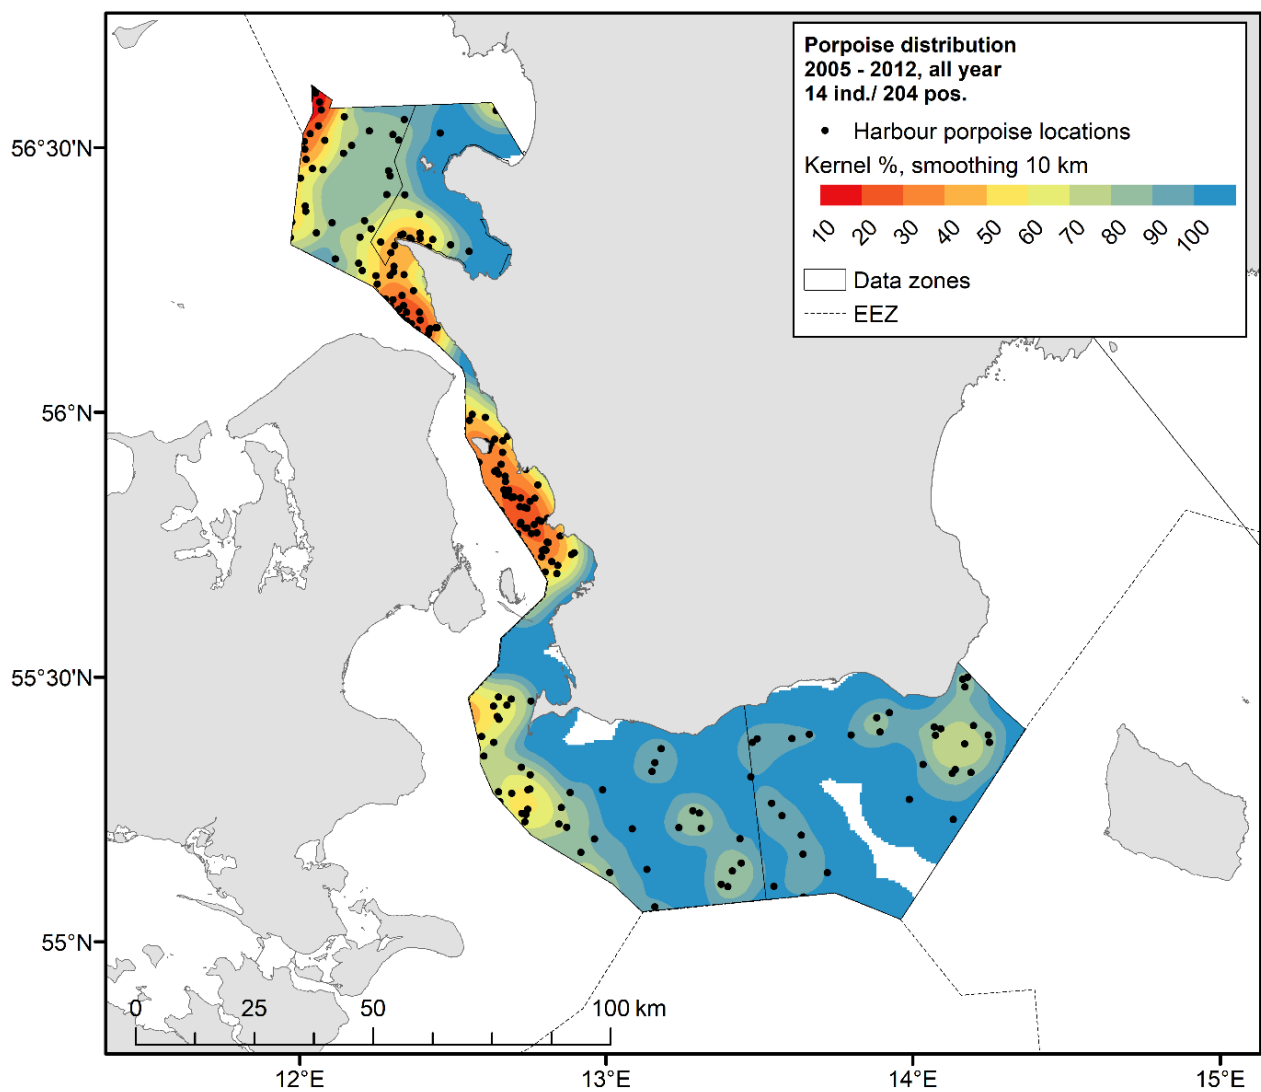 Porpoise distribution
2005 - 2012, all year
14 ind./ 204 pos.
Harbour porpoise locations
Kernel %, smoothing 10 km
10 20 30 40 50 60 70 80 90 100
Data zones
EEZ
56°30'N
56°N
55°30'N
55°N
0 25 50 100 km
12°E 13°E 14°E 15°E